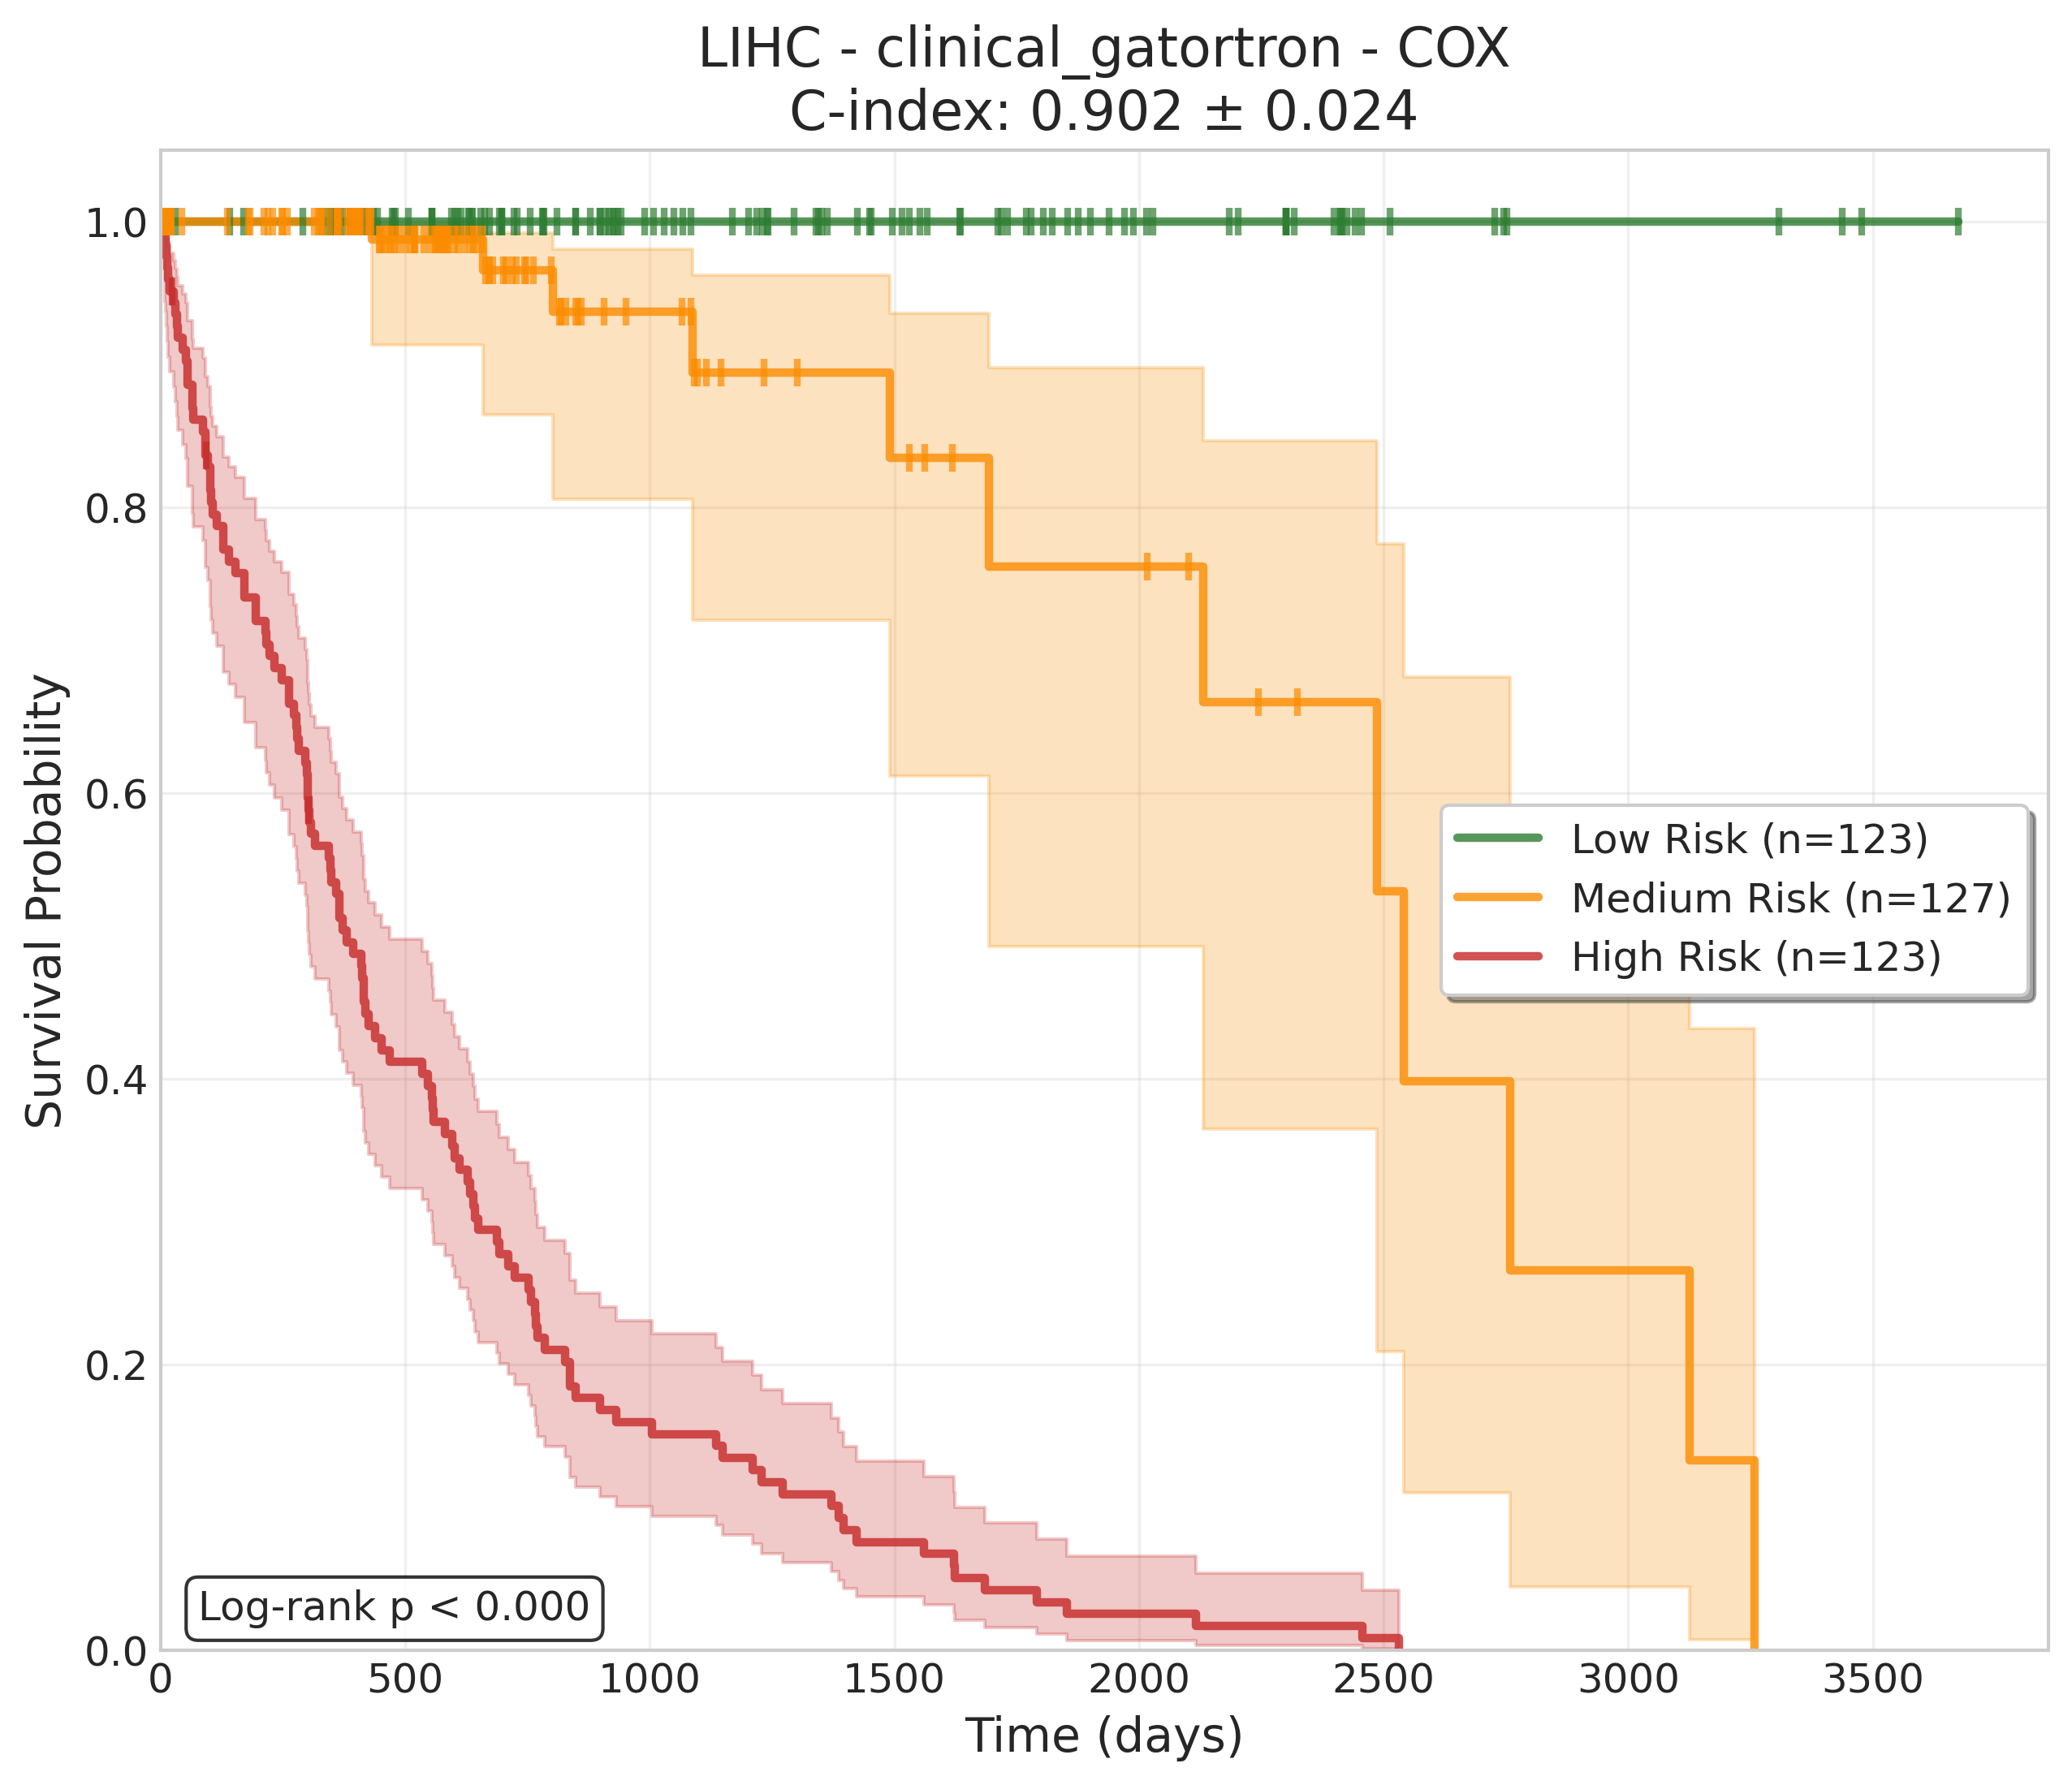 LIHC - clinical_gatortron - COX
C-index: 0.902 ± 0.024
Survival Probability
1.0
0.8
0.6
0.4
0.2
0.0
Low Risk (n=123)
Medium Risk (n=127)
High Risk (n=123)
Log-rank p < 0.000
0 500 1000 1500 2000 2500 3000 3500
Time (days)